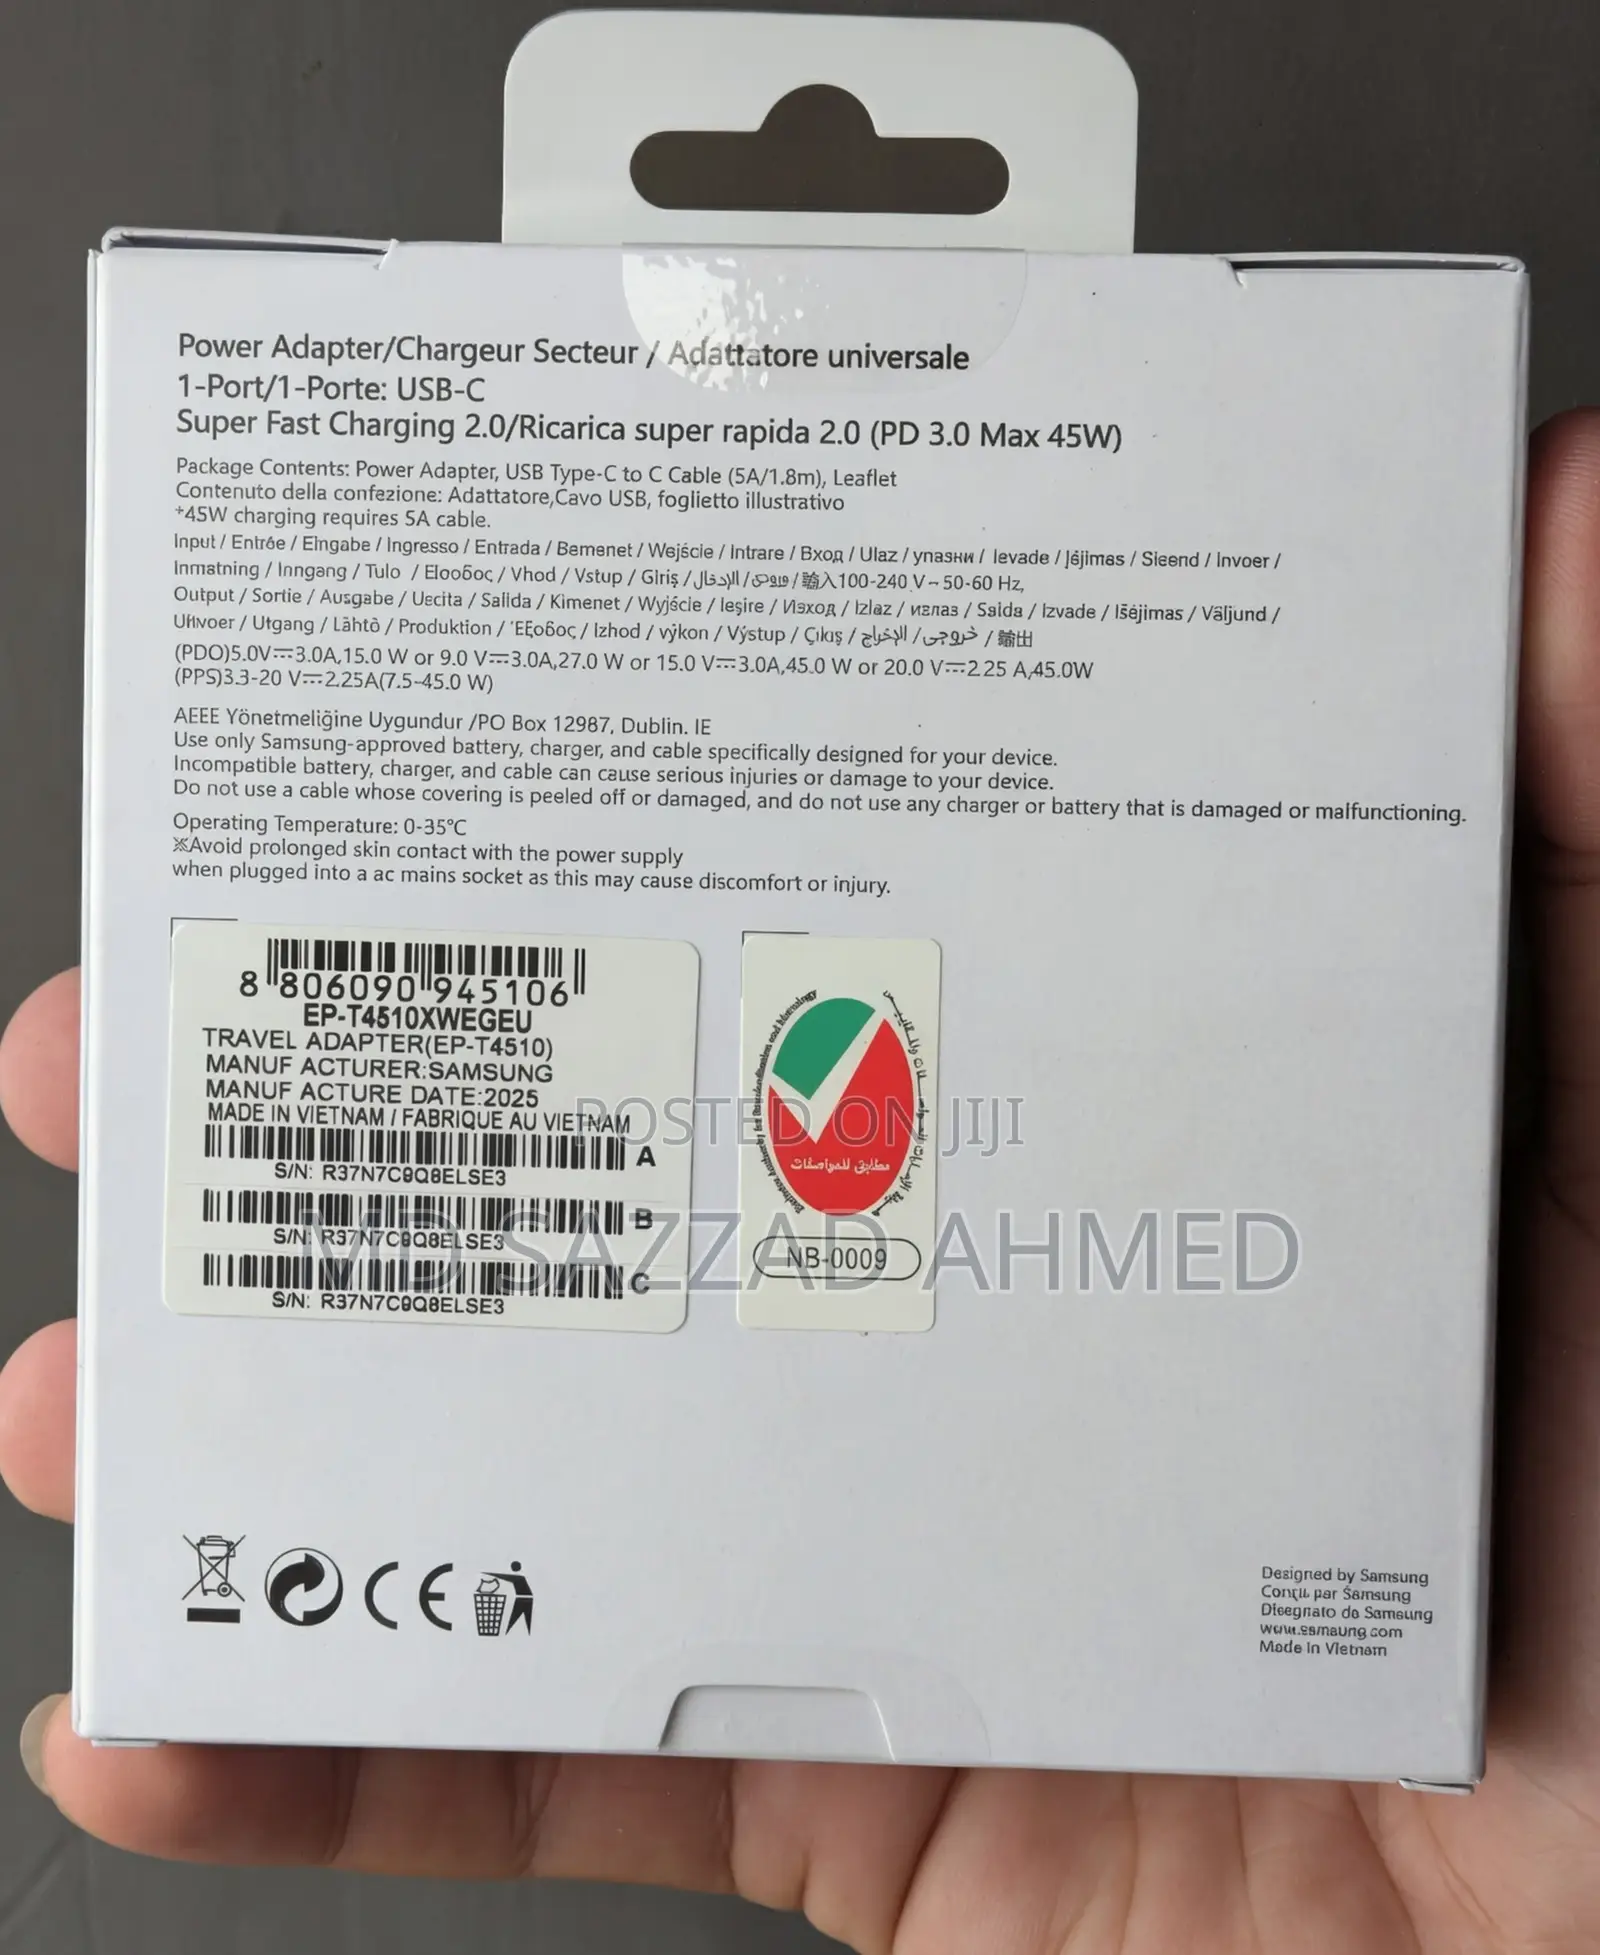 Power Adapter/Chargeur Secteur / Adattatore universale
1-Port/1-Porte: USB-C
Super Fast Charging 2.0/Ricarica super rapida 2.0 (PD 3.0 Max 45W)
Package Contents: Power Adapter, USB Type-C to C Cable (5A/1.8m), Leaflet
Contenuto della confezione: Adattatore,Cavo USB, foglietto illustrativo
*45W charging requires 5A cable.
Input / Entrée / Eingabe / Ingresso / Entrada / Bemenet / Wejście / Intrare / Вход / Ulaz / упазни / Ievade / Įėjimas / Sieend / Invoer /
Inmatning / Inngang / Tulo / Είσοδος / Vhod / Vstup / Giriş / الإدخال / / 輸入100-240 V~50-60 Hz,
Output / Sortie / Ausgabe / Uscita / Salida / Kimenet / Wyjście / Ieşire / Изход / Izlaz / излаз / Saida / Izvade / Išėjimas / Väljund /
Uitvoer / Utgang / Lähtö / Produktion / 'Εξοδος / Izhod / výkon / Výstup / Çıkış / الإخراج / خروجی / 輸出
(PDO)5.0V⎓3.0A,15.0 W or 9.0 V⎓3.0A,27.0 W or 15.0 V⎓3.0A,45.0 W or 20.0 V⎓2.25 A,45.0W
(PPS)3.3-20 V⎓2.25A(7.5-45.0 W)
AEEE Yönetmeliğine Uygundur /PO Box 12987, Dublin. IE
Use only Samsung-approved battery, charger, and cable specifically designed for your device.
Incompatible battery, charger, and cable can cause serious injuries or damage to your device.
Do not use a cable whose covering is peeled off or damaged, and do not use any charger or battery that is damaged or malfunctioning.
Operating Temperature: 0-35°C
※Avoid prolonged skin contact with the power supply
when plugged into a ac mains socket as this may cause discomfort or injury.
8 806090 945106
EP-T4510XWEGEU
TRAVEL ADAPTER(EP-T4510)
MANUF ACTURER:SAMSUNG
MANUF ACTURE DATE:2025
MADE IN VIETNAM / FABRIQUE AU VIETNAM
A
S/N: R37N7C9Q8ELSE3
B
S/N: R37N7C9Q8ELSE3
C
S/N: R37N7C9Q8ELSE3
مطابق للمواصفات
NB-0009
POSTED ON JIJI
MD SAZZAD AHMED
CE
Designed by Samsung
Conçu par Samsung
Disegnato da Samsung
www.samsung.com
Made in Vietnam